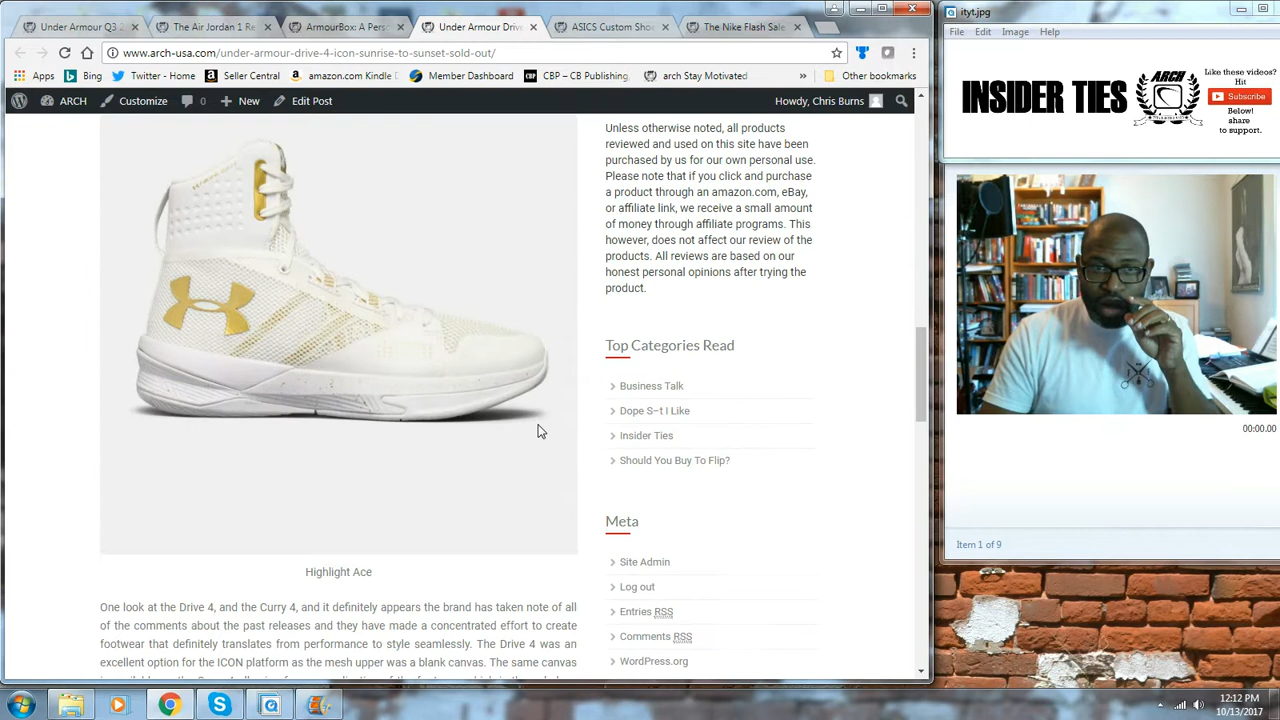 Under Armour Q3 2
The Air Jordan 1 Re
ArmourBox: A Pers
Under Armour Drive
ASICS Custom Shoe
The Nike Flash Sale
www.arch-usa.com/under-armour-drive-4-icon-sunrise-to-sunset-sold-out/
Apps
Bing
Twitter - Home
Seller Central
amazon.com Kindle D
Member Dashboard
CBP – CB Publishing
arch Stay Motivated
»
Other bookmarks
ARCH
Customize
0
New
Edit Post
Howdy, Chris Burns
Highlight Ace
One look at the Drive 4, and the Curry 4, and it definitely appears the brand has taken note of all
of the comments about the past releases and they have made a concentrated effort to create
footwear that definitely translates from performance to style seamlessly. The Drive 4 was an
excellent option for the ICON platform as the mesh upper was a blank canvas. The same canvas
Unless otherwise noted, all products
reviewed and used on this site have been
purchased by us for our own personal use.
Please note that if you click and purchase
a product through an amazon.com, eBay,
or affiliate link, we receive a small amount
of money through affiliate programs. This
however, does not affect our review of the
products. All reviews are based on our
honest personal opinions after trying the
product.
Top Categories Read
Business Talk
Dope S–t I Like
Insider Ties
Should You Buy To Flip?
Meta
Site Admin
Log out
Entries RSS
Comments RSS
WordPress.org
ityt.jpg
File Edit Image Help
INSIDER TIES
ARCH
Like these videos?
Hit
Subscribe
Below!
share
to support.
00:00.00
Item 1 of 9
12:12 PM
10/13/2017